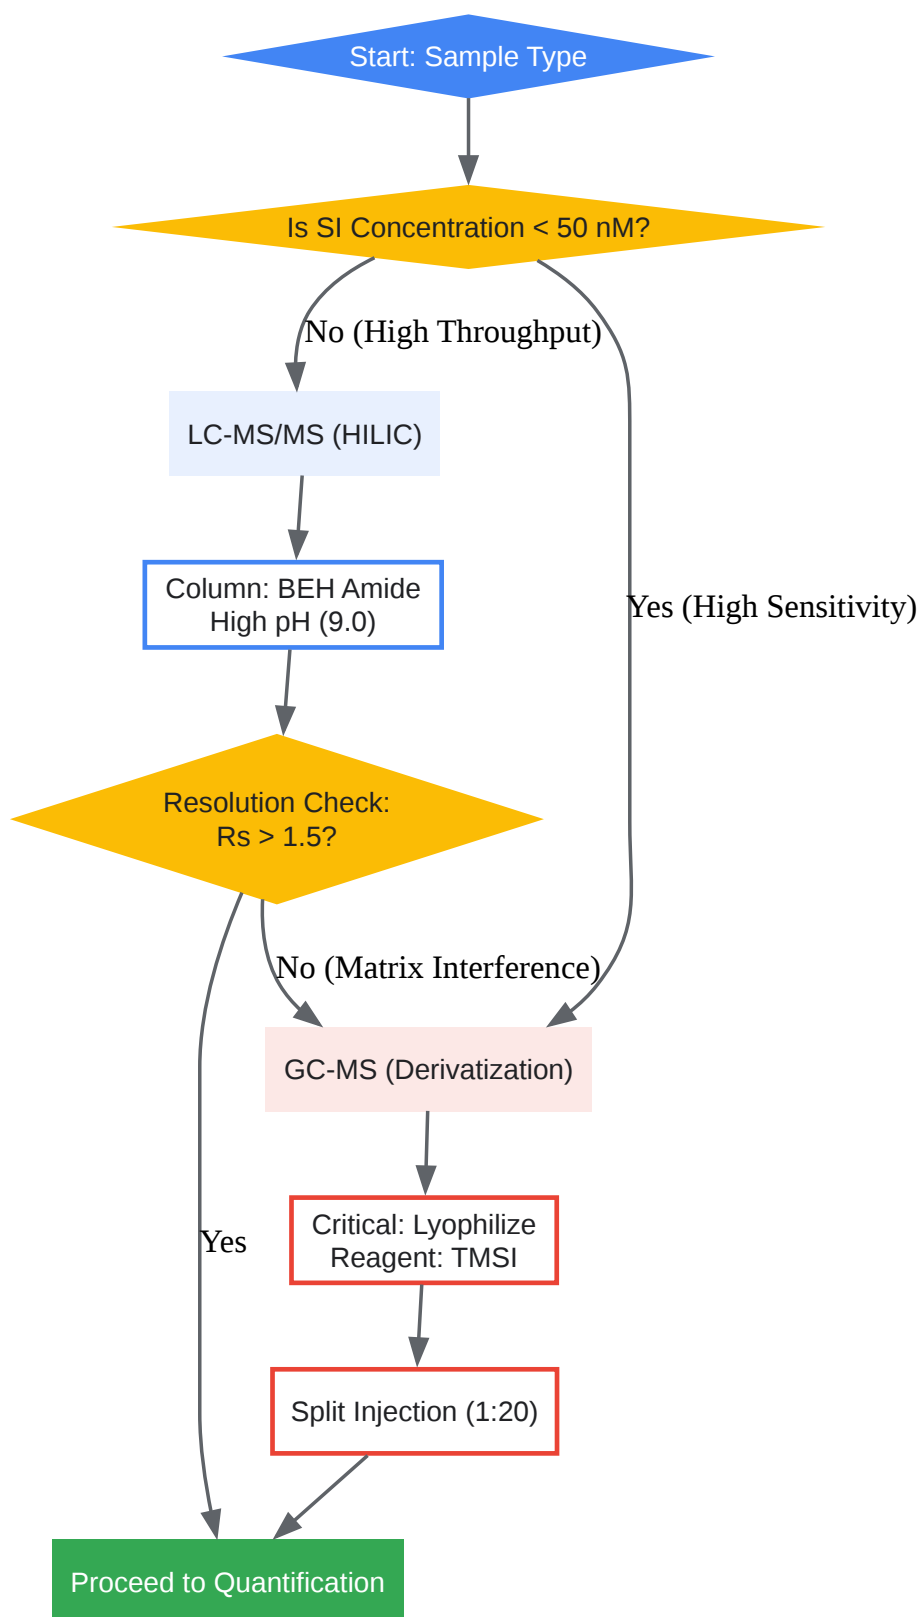 Start: Sample Type
Is SI Concentration < 50 nM?
No (High Throughput)
LC-MS/MS (HILIC)
Column: BEH Amide
High pH (9.0)
Yes (High Sensitivity)
Resolution Check:
Rs > 1.5?
No (Matrix Interference)
GC-MS (Derivatization)
Critical: Lyophilize
Reagent: TMSI
Yes
Split Injection (1:20)
Proceed to Quantification